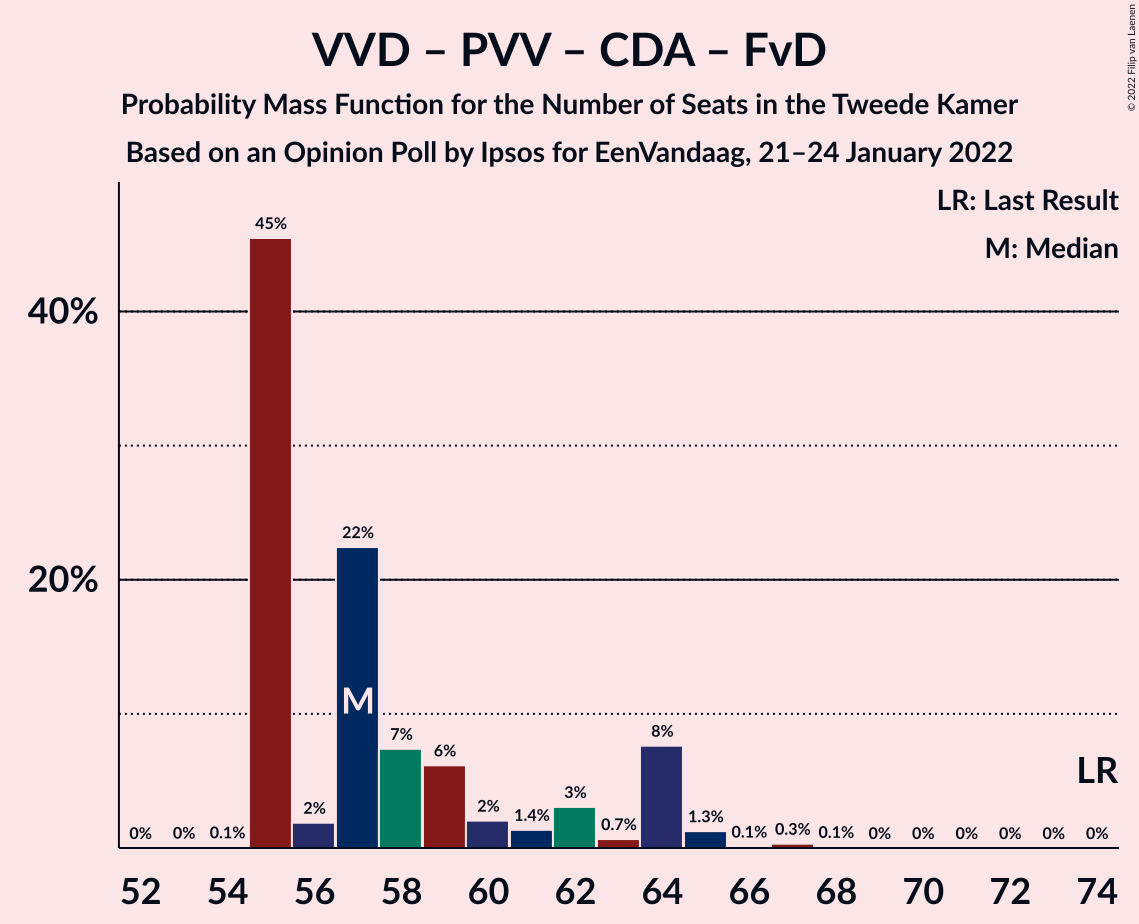 VVD – PVV – CDA – FvD
Probability Mass Function for the Number of Seats in the Tweede Kamer
Based on an Opinion Poll by Ipsos for EenVandaag, 21–24 January 2022
© 2022 Filip van Laenen
LR: Last Result
M: Median
40%
20%
0% 0% 0.1% 45% 2% 22% 7% 6% 2% 1.4% 3% 0.7% 8% 1.3% 0.1% 0.3% 0.1% 0% 0% 0% 0% 0% 0%
M
LR
52 54 56 58 60 62 64 66 68 70 72 74